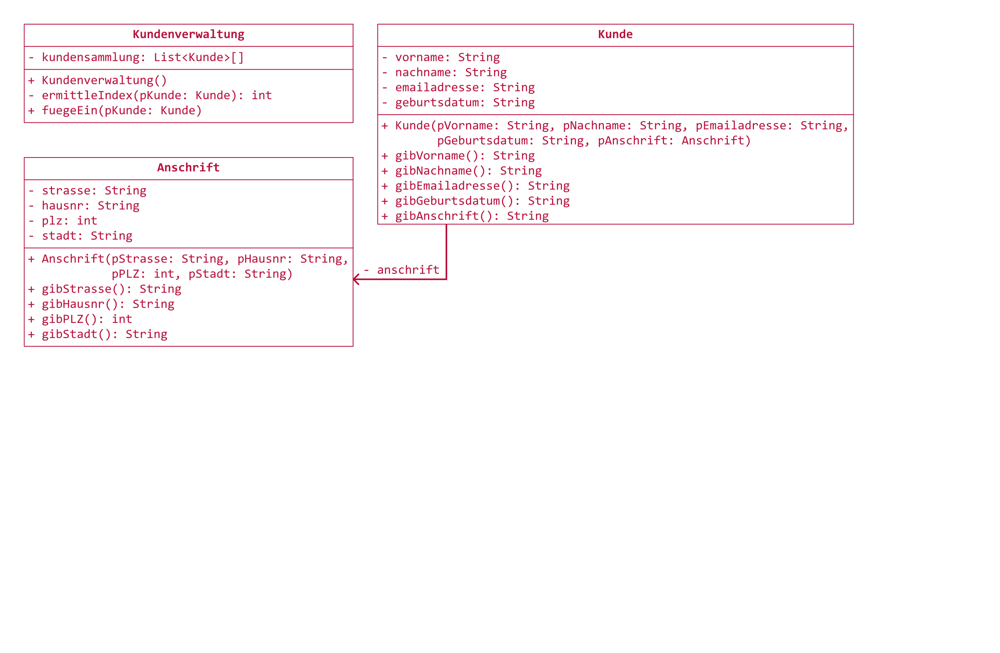 Kundenverwaltung
- kundensammlung: List<Kunde>[]
+ Kundenverwaltung()
- ermittleIndex(pKunde: Kunde): int
+ fuegeEin(pKunde: Kunde)
Kunde
- vorname: String
- nachname: String
- emailadresse: String
- geburtsdatum: String
+ Kunde(pVorname: String, pNachname: String, pEmailadresse: String,
pGeburtsdatum: String, pAnschrift: Anschrift)
+ gibVorname(): String
+ gibNachname(): String
+ gibEmailadresse(): String
+ gibGeburtsdatum(): String
+ gibAnschrift(): String
Anschrift
- strasse: String
- hausnr: String
- plz: int
- stadt: String
+ Anschrift(pStrasse: String, pHausnr: String,
pPLZ: int, pStadt: String)
+ gibStrasse(): String
+ gibHausnr(): String
+ gibPLZ(): int
+ gibStadt(): String
- anschrift